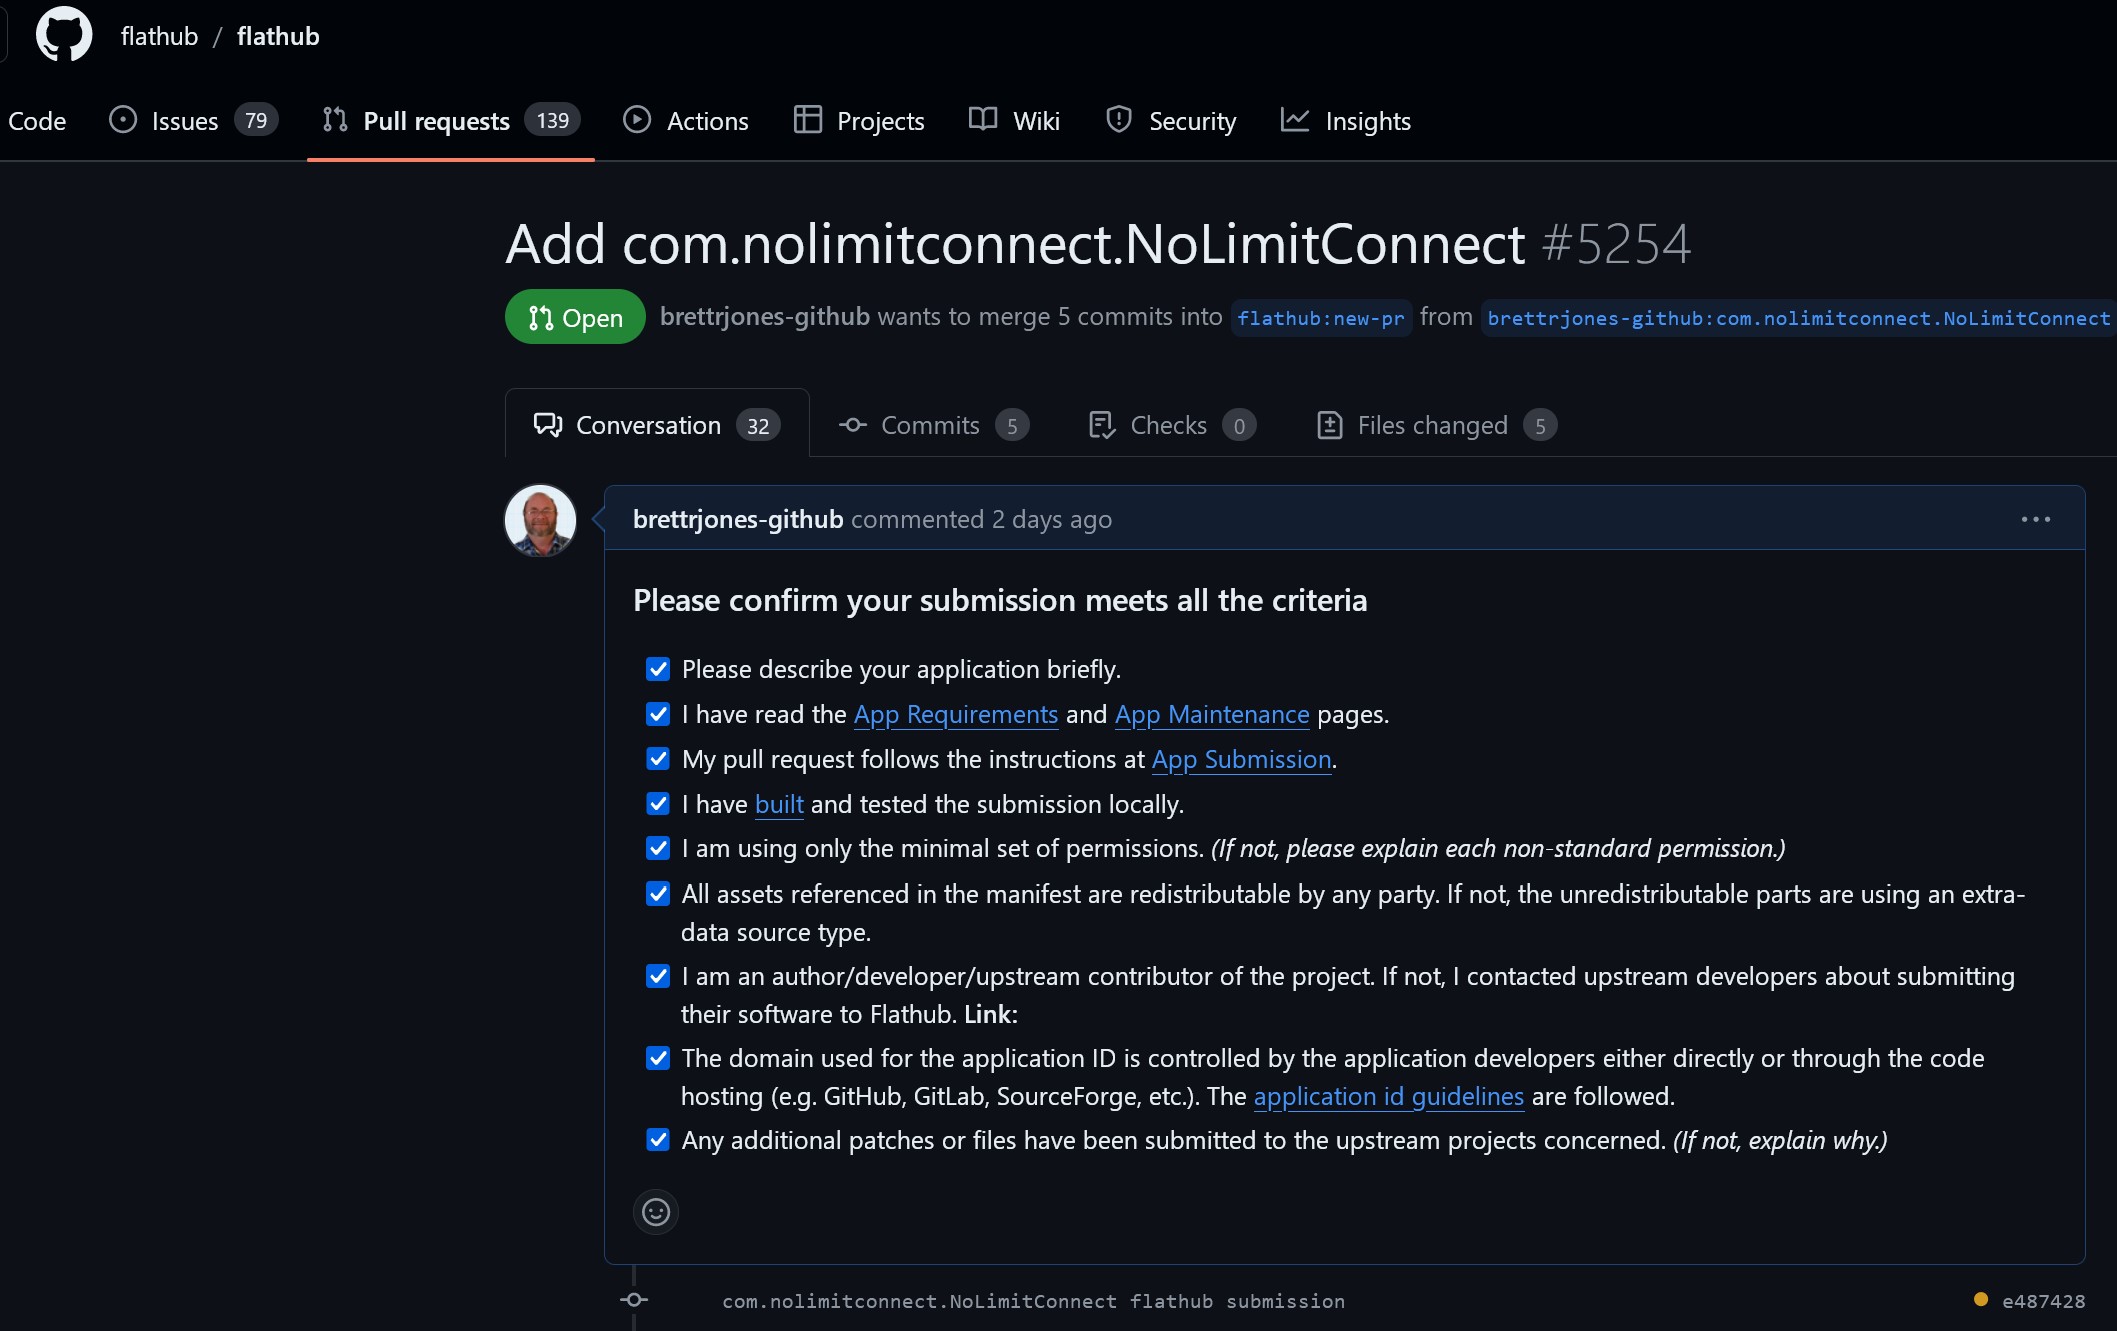 flathub / flathub
Code Issues 79 Pull requests 139 Actions Projects Wiki Security Insights
Add com.nolimitconnect.NoLimitConnect #5254
Open brettrjones-github wants to merge 5 commits into flathub:new-pr from brettrjones-github:com.nolimitconnect.NoLimitConnect
Conversation 32 Commits 5 Checks 0 Files changed 5
brettrjones-github commented 2 days ago
Please confirm your submission meets all the criteria
Please describe your application briefly.
I have read the App Requirements and App Maintenance pages.
My pull request follows the instructions at App Submission.
I have built and tested the submission locally.
I am using only the minimal set of permissions. (If not, please explain each non-standard permission.)
All assets referenced in the manifest are redistributable by any party. If not, the unredistributable parts are using an extra-
data source type.
I am an author/developer/upstream contributor of the project. If not, I contacted upstream developers about submitting
their software to Flathub. Link:
The domain used for the application ID is controlled by the application developers either directly or through the code
hosting (e.g. GitHub, GitLab, SourceForge, etc.). The application id guidelines are followed.
Any additional patches or files have been submitted to the upstream projects concerned. (If not, explain why.)
com.nolimitconnect.NoLimitConnect flathub submission e487428